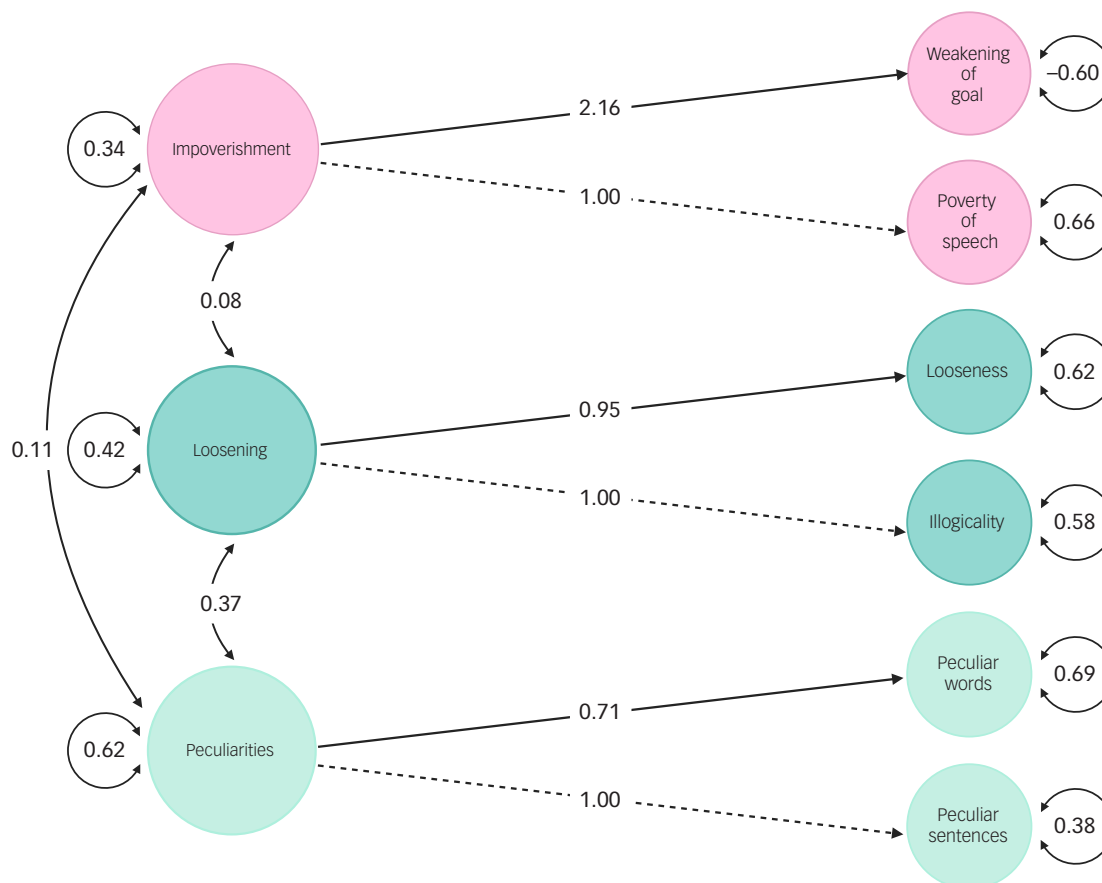 Weakening
of
goal
−0.60
2.16
Impoverishment
0.34
1.00
Poverty
of
speech
0.66
0.08
Looseness
0.62
0.95
0.11
0.42
Loosening
1.00
Illogicality
0.58
0.37
Peculiar
words
0.69
0.71
0.62
Peculiarities
1.00
Peculiar
sentences
0.38